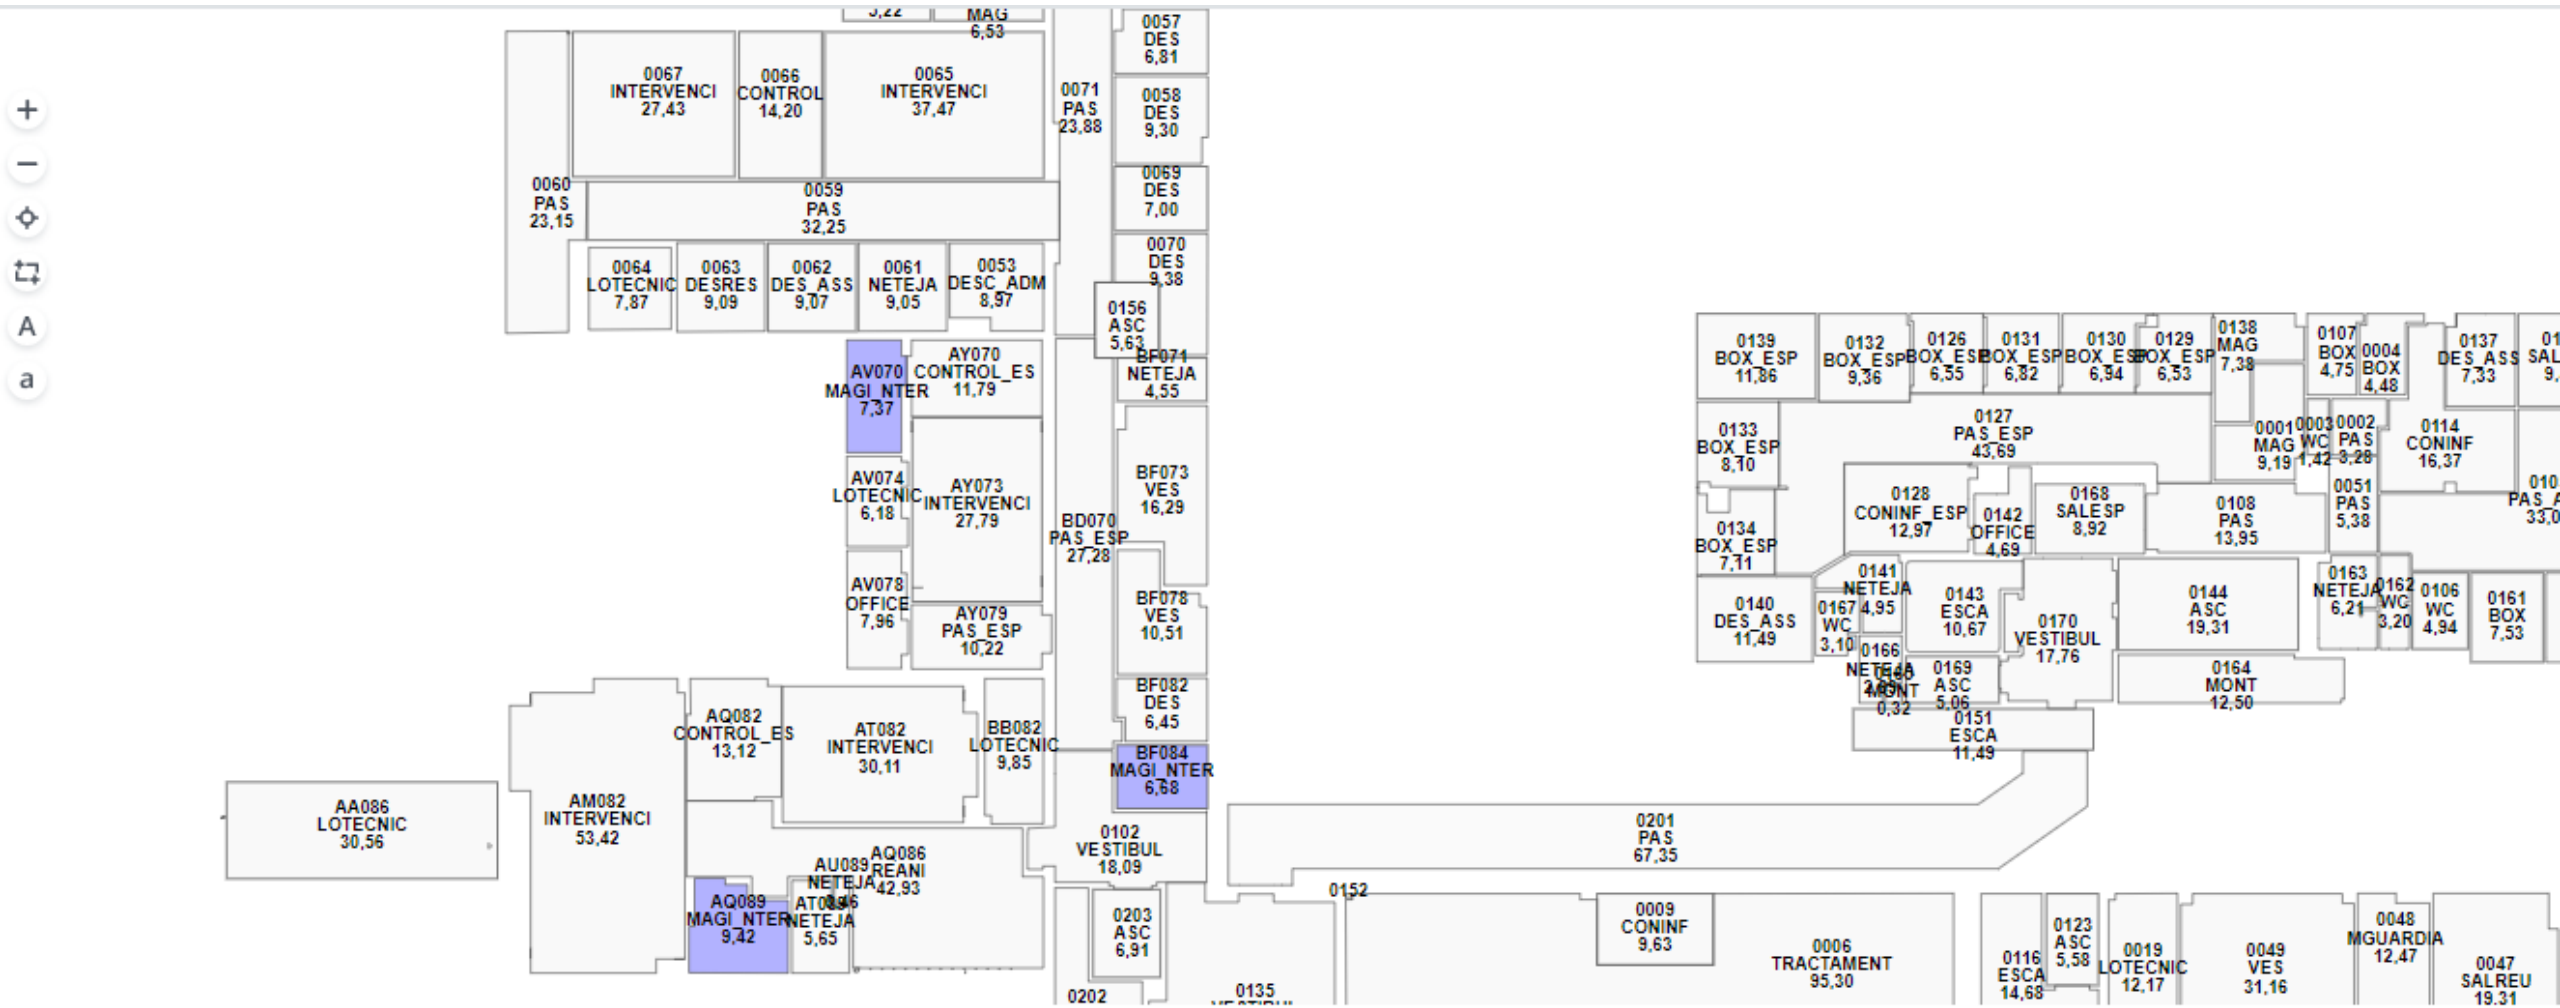 5,22
MAG
6,53
0057
DES
6,81
0067
INTERVENCI
27,43
0066
CONTROL
14,20
0065
INTERVENCI
37,47
0071
PAS
23,88
0058
DES
9,30
0060
PAS
23,15
0059
PAS
32,25
0069
DES
7,00
0070
DES
9,38
0064
LOTECNIC
7,87
0063
DESRES
9,09
0062
DES_ASS
9,07
0061
NETEJA
9,05
0053
DESC_ADM
8,97
0156
ASC
5,63
AV070
MAGI_NTER
7,37
AY070
CONTROL_ES
11,79
BF071
NETEJA
4,55
AV074
LOTECNIC
6,18
AY073
INTERVENCI
27,79
BF073
VES
16,29
BD070
PAS_ESP
27,28
AV078
OFFICE
7,96
AY079
PAS_ESP
10,22
BF078
VES
10,51
BF082
DES
6,45
AQ082
CONTROL_ES
13,12
AT082
INTERVENCI
30,11
BB082
LOTECNIC
9,85
BF084
MAGI_NTER
6,68
AA086
LOTECNIC
30,56
AM082
INTERVENCI
53,42
0102
VESTIBUL
18,09
AU089
NETEJA
AQ086
REANI
42,93
AQ089
MAGI_NTER
9,42
NETEJA
5,65
0203
ASC
6,91
0202
0135
0139
BOX_ESP
11,86
0132
BOX_ESP
9,36
0126
BOX_ESP
6,55
0131
BOX_ESP
6,82
0130
BOX_ESP
6,94
0129
BOX_ESP
6,53
0138
MAG
7,38
0107
BOX
4,75
0004
BOX
4,48
0137
DES_ASS
7,33
0133
BOX_ESP
8,10
0127
PAS_ESP
43,69
0001
MAG
9,19
0003
WC
1,42
0002
PAS
3,28
0114
CONINF
16,37
0134
BOX_ESP
7,11
0128
CONINF_ESP
12,97
0142
OFFICE
4,69
0168
SALESP
8,92
0108
PAS
13,95
0051
PAS
5,38
0140
DES_ASS
11,49
0167
WC
3,10
0141
NETEJA
4,95
0143
ESCA
10,67
0170
VESTIBUL
17,76
0144
ASC
19,31
0163
NETEJA
6,21
0162
WC
3,20
0106
WC
4,94
0161
BOX
7,53
0166
NETEJA
MONT
0,32
0169
ASC
5,06
0164
MONT
12,50
0151
ESCA
11,49
0201
PAS
67,35
0152
0009
CONINF
9,63
0006
TRACTAMENT
95,30
0116
ESCA
14,68
0123
ASC
5,58
0019
LOTECNIC
12,17
0049
VES
31,16
0048
MGUARDIA
12,47
0047
SALREU
19,31
A
a